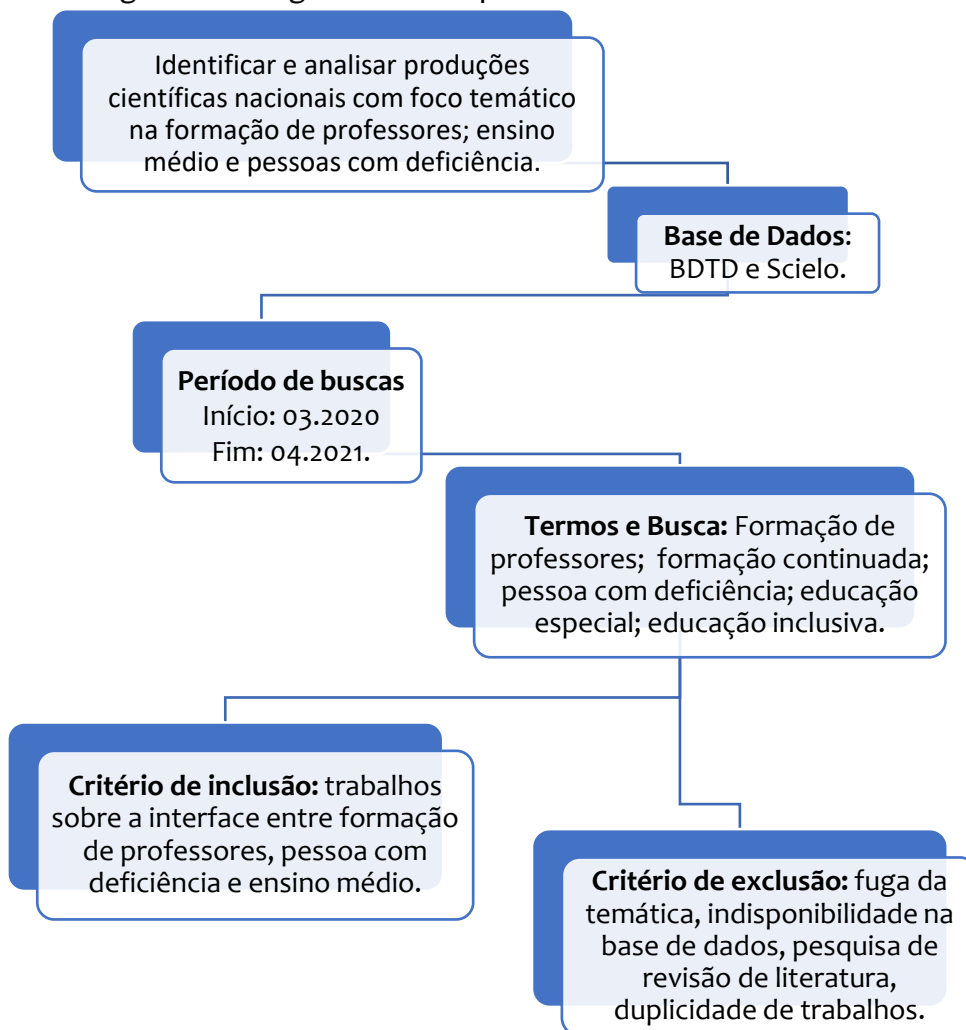 Identificar e analisar produções
científicas nacionais com foco temático
na formação de professores; ensino
médio e pessoas com deficiência.
Base de Dados:
BDTD e Scielo.
Período de buscas
Início: 03.2020
Fim: 04.2021.
Termos e Busca: Formação de
professores; formação continuada;
pessoa com deficiência; educação
especial; educação inclusiva.
Critério de inclusão: trabalhos
sobre a interface entre formação
de professores, pessoa com
deficiência e ensino médio.
Critério de exclusão: fuga da
temática, indisponibilidade na
base de dados, pesquisa de
revisão de literatura,
duplicidade de trabalhos.